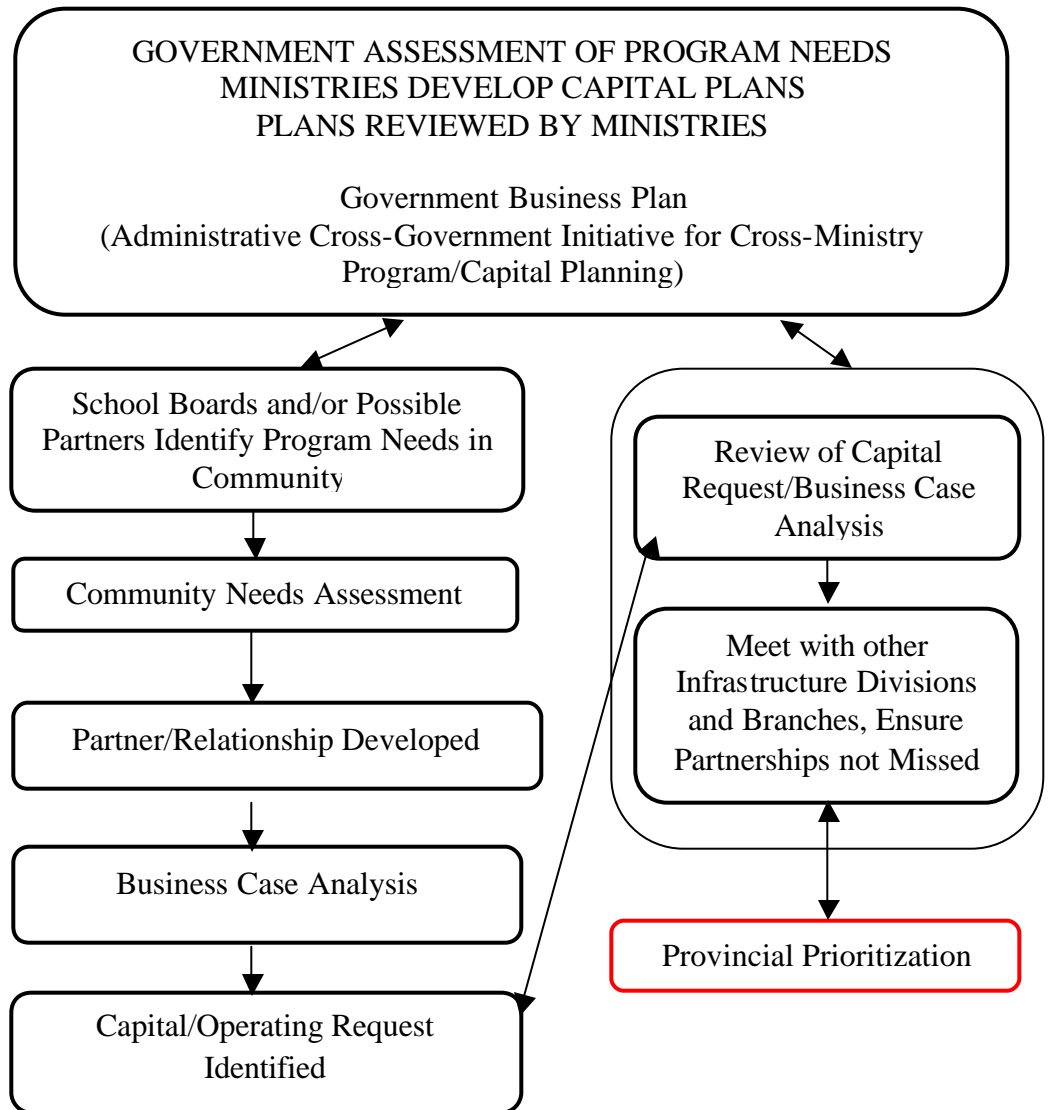 GOVERNMENT ASSESSMENT OF PROGRAM NEEDS
MINISTRIES DEVELOP CAPITAL PLANS
PLANS REVIEWED BY MINISTRIES
Government Business Plan
(Administrative Cross-Government Initiative for Cross-Ministry
Program/Capital Planning)
School Boards and/or Possible
Partners Identify Program Needs in
Community
Community Needs Assessment
Partner/Relationship Developed
Business Case Analysis
Capital/Operating Request
Identified
Review of Capital
Request/Business Case
Analysis
Meet with other
Infrastructure Divisions
and Branches, Ensure
Partnerships not Missed
Provincial Prioritization